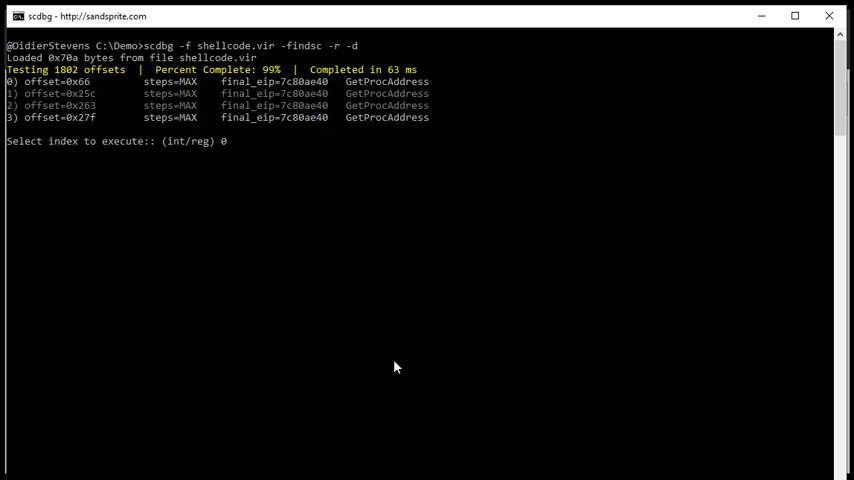 scdbg - http://sandsprite.com
@DidierStevens C:\Demo>scdbg -f shellcode.vir -findsc -r -d
Loaded 0x70a bytes from file shellcode.vir
Testing 1802 offsets  |  Percent Complete: 99%  |  Completed in 63 ms
0) offset=0x66         steps=MAX    final_eip=7c80ae40   GetProcAddress
1) offset=0x25c        steps=MAX    final_eip=7c80ae40   GetProcAddress
2) offset=0x263        steps=MAX    final_eip=7c80ae40   GetProcAddress
3) offset=0x27f        steps=MAX    final_eip=7c80ae40   GetProcAddress
Select index to execute:: (int/reg) 0